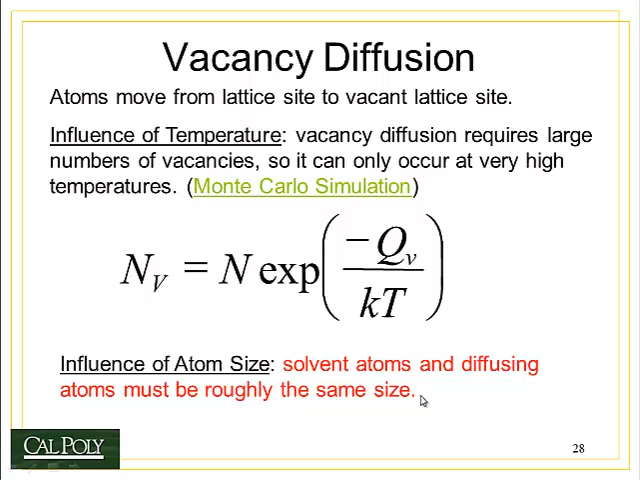 Vacancy Diffusion
Atoms move from lattice site to vacant lattice site.
Influence of Temperature: vacancy diffusion requires large
numbers of vacancies, so it can only occur at very high
temperatures. (Monte Carlo Simulation)
N_V = N exp(−Q_v / kT)
Influence of Atom Size: solvent atoms and diffusing
atoms must be roughly the same size.
CAL POLY
28